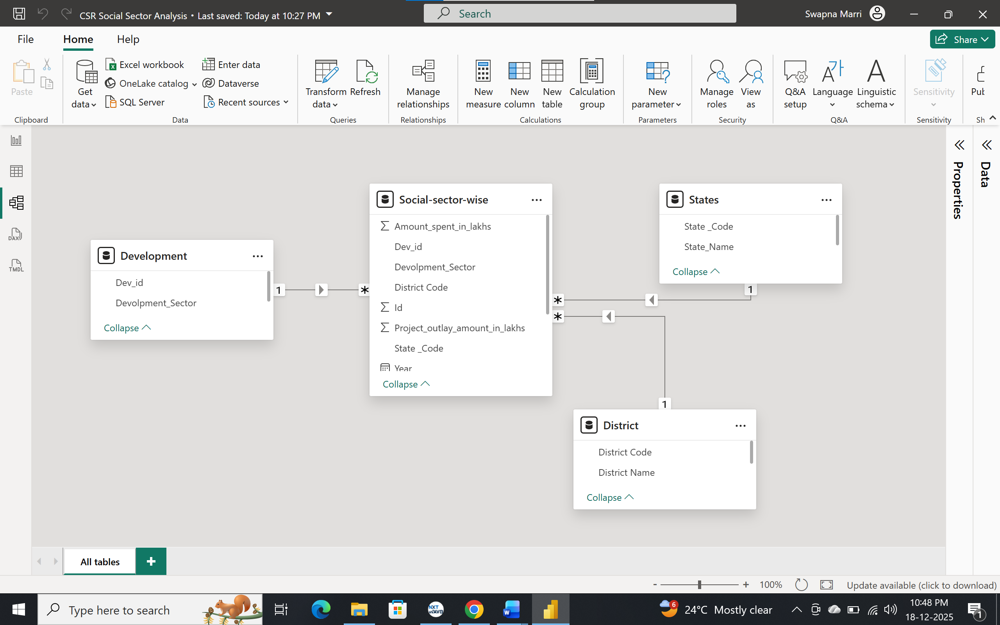 CSR Social Sector Analysis • Last saved: Today at 10:27 PM
Search
Swapna Marri
File
Home
Help
Share
Paste
Clipboard
Get data
Excel workbook
OneLake catalog
SQL Server
Enter data
Dataverse
Recent sources
Data
Transform data
Refresh
Queries
Manage relationships
Relationships
New measure
New column
New table
Calculation group
Calculations
New parameter
Parameters
Manage roles
View as
Security
Q&A setup
Language
Linguistic schema
Q&A
Sensitivity
Sensitivity
Pub
Sh
DAX
TMDL
Development
Dev_id
Devolpment_Sector
Collapse
1
*
Social-sector-wise
Amount_spent_in_lakhs
Dev_id
Devolpment_Sector
District Code
Id
Project_outlay_amount_in_lakhs
State _Code
Year
Collapse
*
*
States
State _Code
State_Name
Collapse
1
1
District
District Code
District Name
Collapse
Properties
Data
All tables
+
- + 100%
Update available (click to download)
Type here to search
NXT WAVE
W
6
24°C Mostly clear
10:48 PM
18-12-2025
1